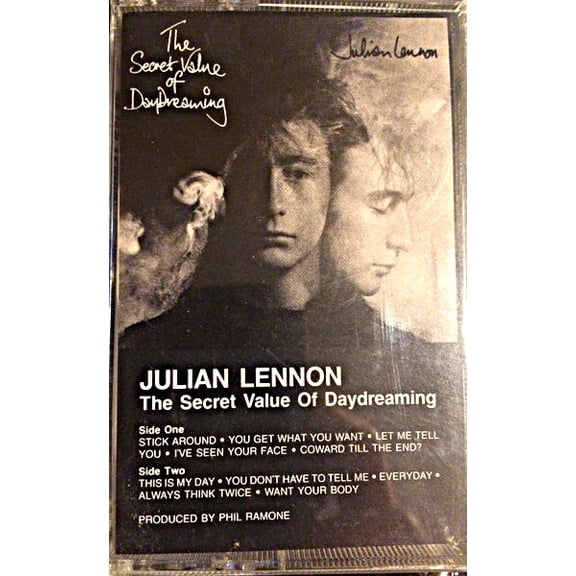 The
Secret Value
of
DayDreaming
Julian Lennon
JULIAN LENNON
The Secret Value Of Daydreaming
Side One
STICK AROUND • YOU GET WHAT YOU WANT • LET ME TELL
YOU • I'VE SEEN YOUR FACE • COWARD TILL THE END?
Side Two
THIS IS MY DAY • YOU DON'T HAVE TO TELL ME • EVERYDAY •
ALWAYS THINK TWICE • WANT YOUR BODY
PRODUCED BY PHIL RAMONE